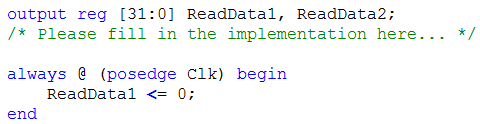 output reg [31:0] ReadData1, ReadData2;
/* Please fill in the implementation here... */
always @ (posedge Clk) begin
    ReadData1 <= 0;
end